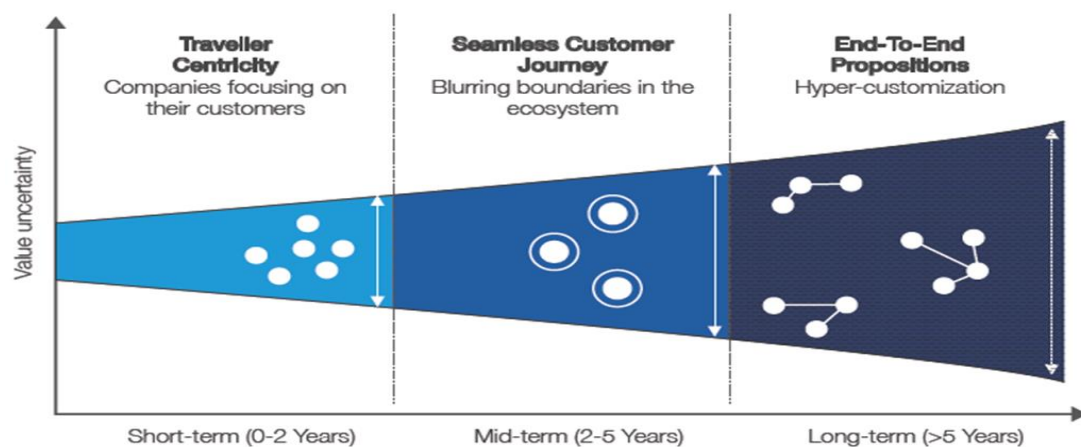 Traveller
Centricity
Companies focusing on
their customers
Seamless Customer
Journey
Blurring boundaries in the
ecosystem
End-To-End
Propositions
Hyper-customization
Value uncertainty
Short-term (0-2 Years)
Mid-term (2-5 Years)
Long-term (>5 Years)